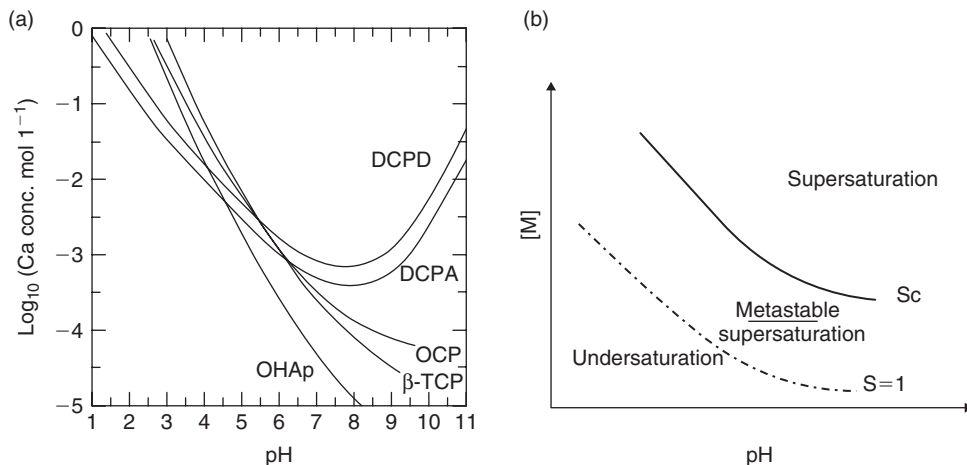 (a)
0
−1
−2
−3
−4
−5
Log10 (Ca conc. mol 1−1)
DCPD
DCPA
OCP
β-TCP
OHAp
1 2 3 4 5 6 7 8 9 10 11
pH
(b)
[M]
Supersaturation
Sc
Metastable
supersaturation
Undersaturation
S=1
pH